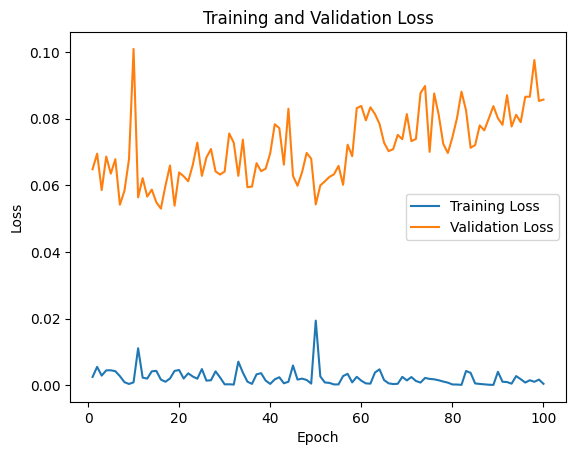 Training and Validation Loss
0.10
0.08
0.06
0.04
0.02
0.00
Loss
Training Loss
Validation Loss
0
20
40
60
80
100
Epoch